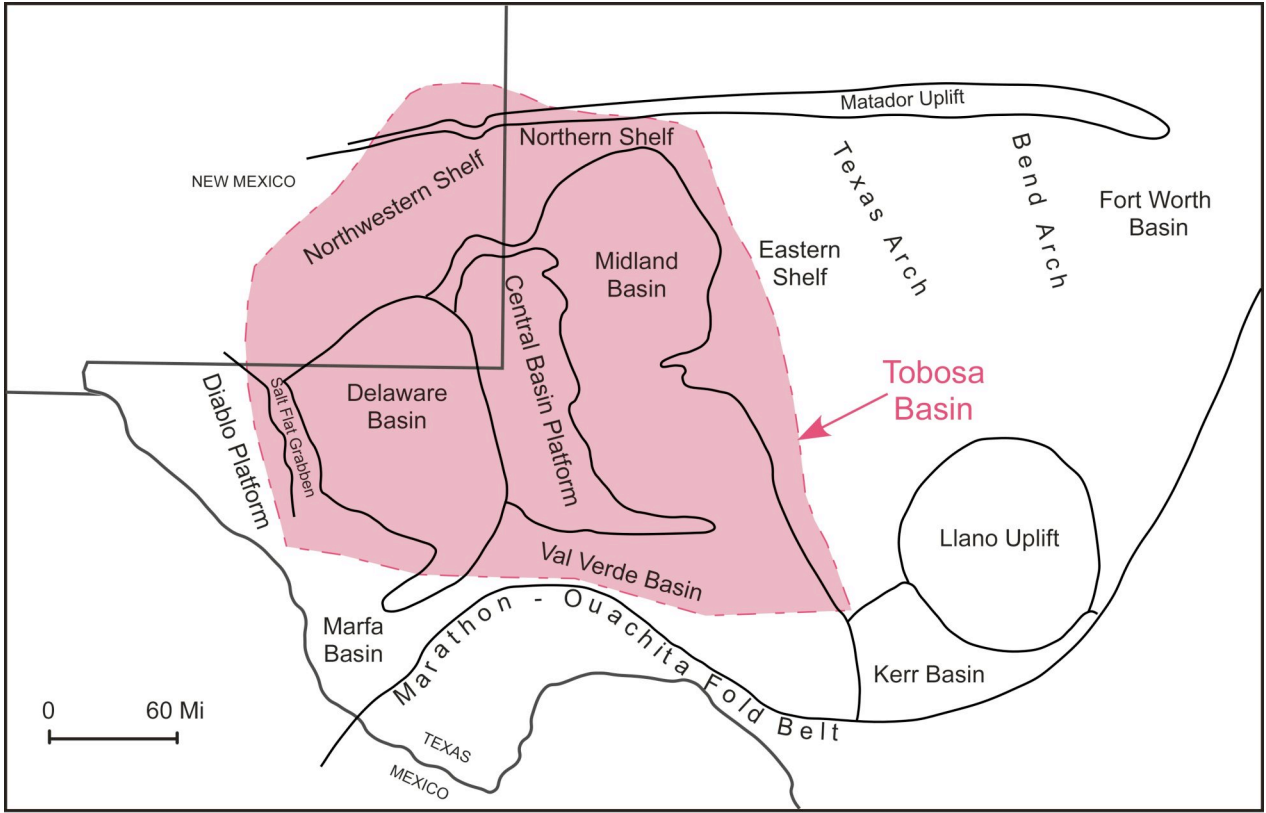 Matador Uplift
Northern Shelf
NEW MEXICO
Northwestern Shelf
Texas Arch
Bend Arch
Fort Worth
Basin
Eastern
Shelf
Midland
Basin
Central Basin Platform
Tobosa
Basin
Delaware
Basin
Salt Flat Grabben
Diablo Platform
Llano Uplift
Val Verde Basin
Marathon - Ouachita Fold Belt
Marfa
Basin
Kerr Basin
0 60 Mi
TEXAS
MEXICO